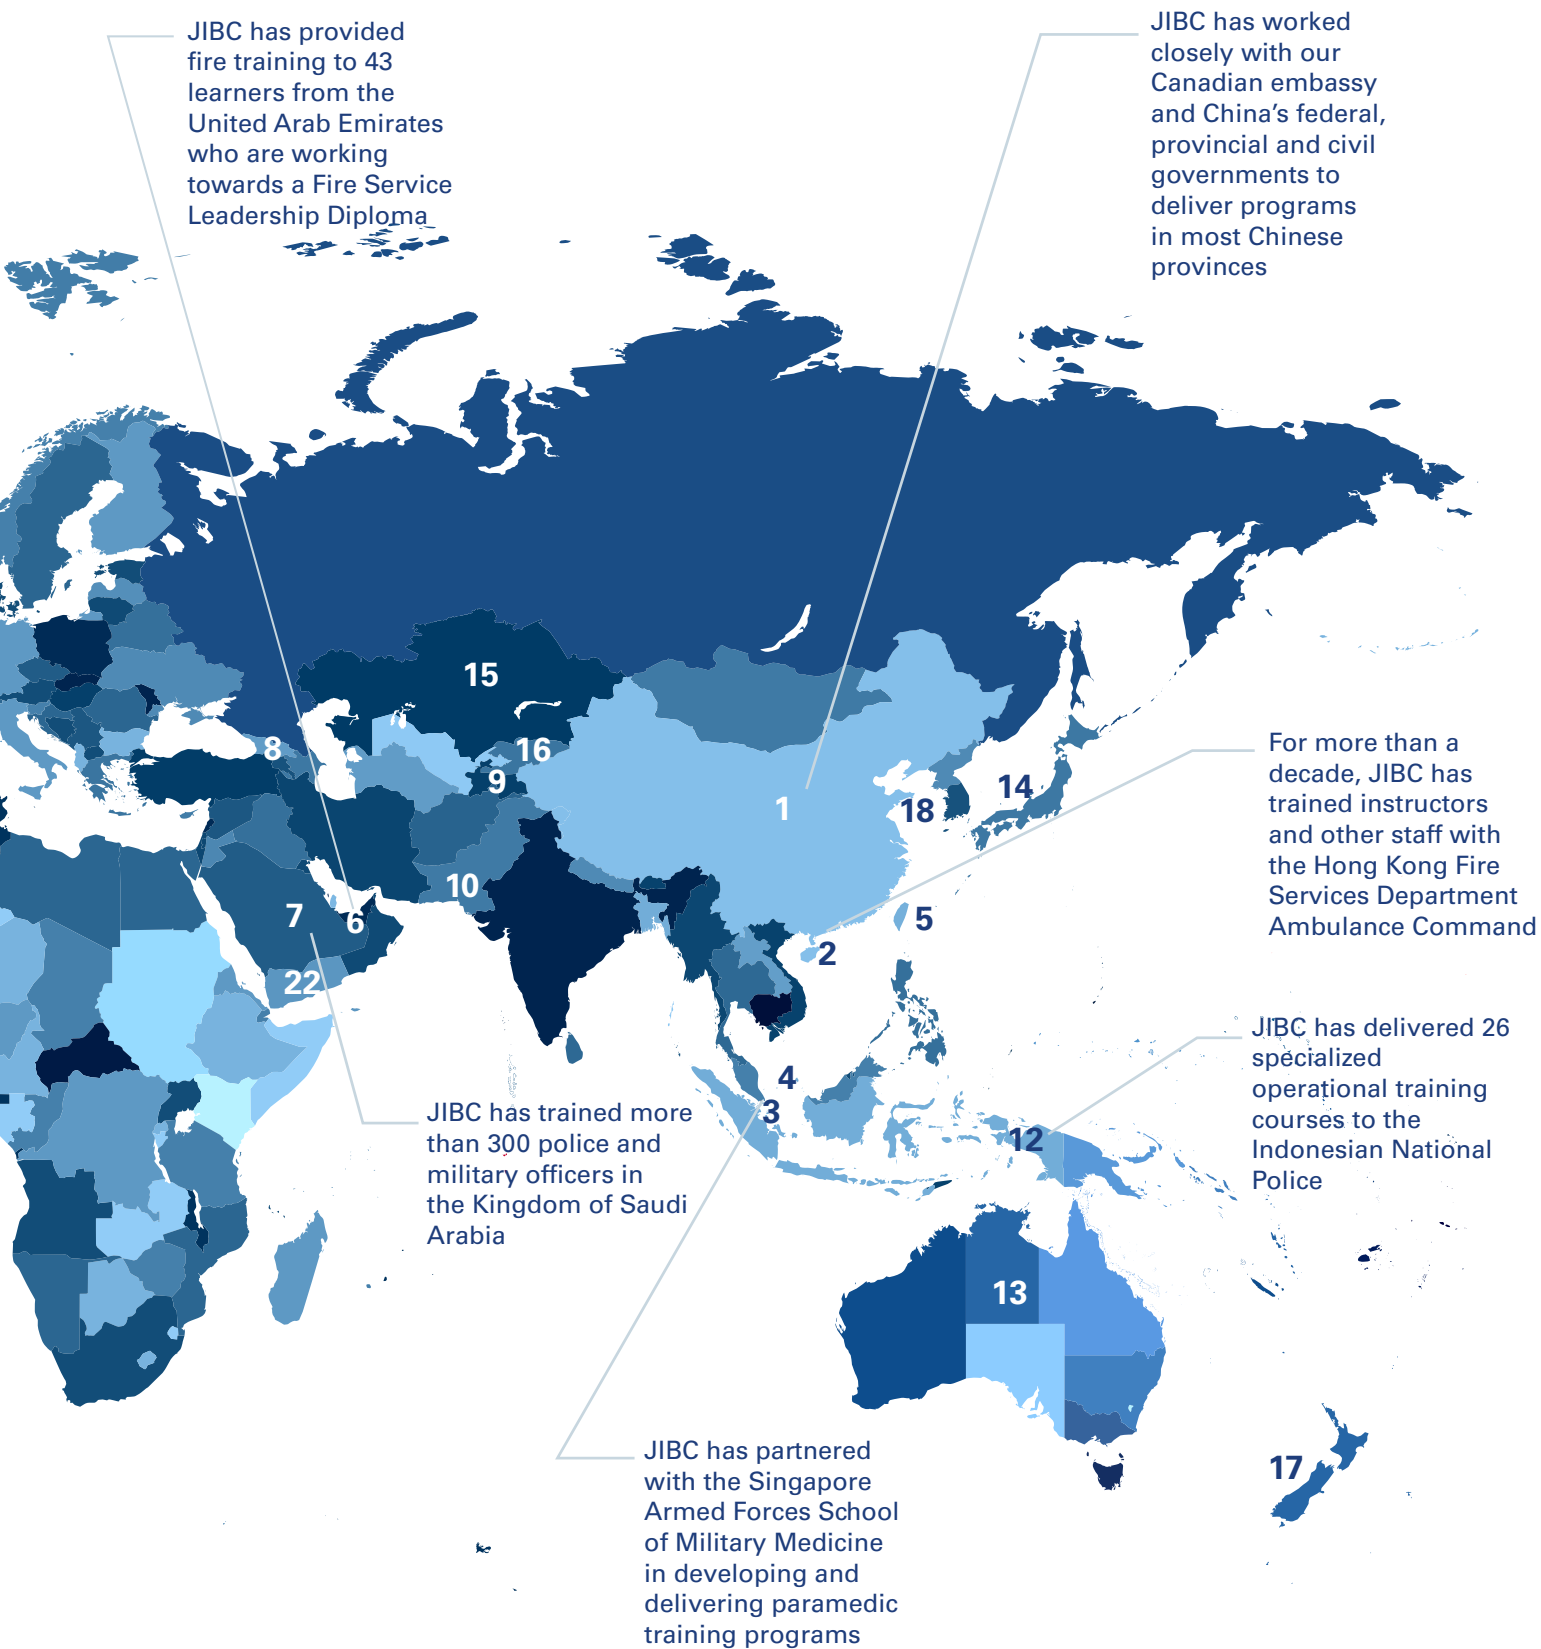 JIBC has provided
fire training to 43
learners from the
United Arab Emirates
who are working
towards a Fire Service
Leadership Diploma
JIBC has worked
closely with our
Canadian embassy
and China’s federal,
provincial and civil
governments to
deliver programs
in most Chinese
provinces
15
8
16
9
1
18
14
For more than a
decade, JIBC has
trained instructors
and other staff with
the Hong Kong Fire
Services Department
Ambulance Command
10
7
6
5
2
22
JIBC has delivered 26
specialized
operational training
courses to the
Indonesian National
Police
4
3
12
JIBC has trained more
than 300 police and
military officers in
the Kingdom of Saudi
Arabia
13
17
JIBC has partnered
with the Singapore
Armed Forces School
of Military Medicine
in developing and
delivering paramedic
training programs